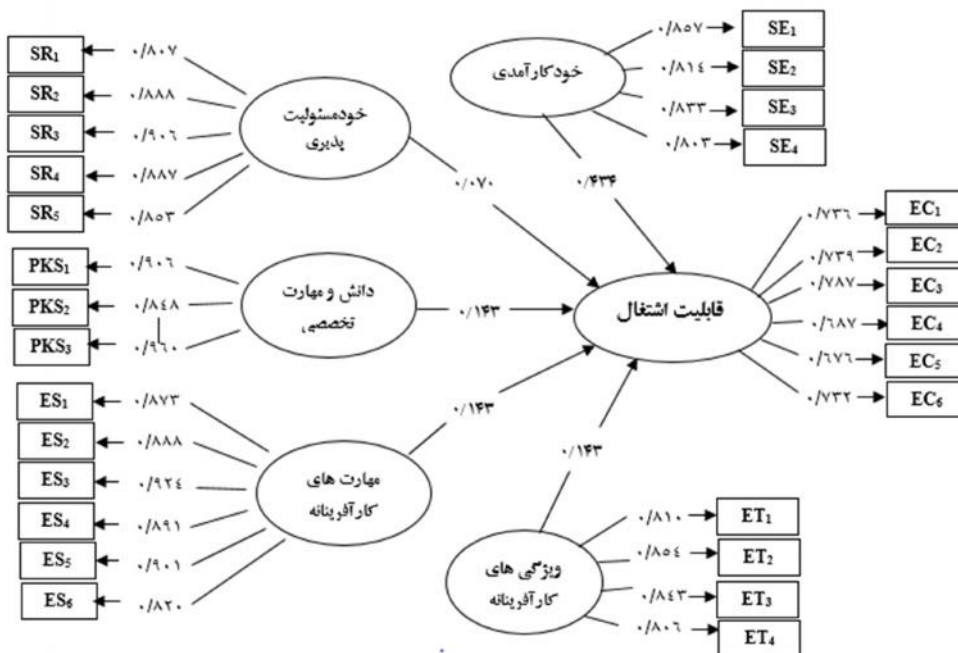 SR₁
۰/۸۰۷
SR₂
۰/۸۸۸
SR₃
۰/۹۰٦
SR₄
۰/۸۸۷
SR₅
۰/۸٥۳
خودمسئولیت
پذیری
۰/۰۷۰
SE₁
۰/۸٥۷
SE₂
۰/۸۱٤
SE₃
۰/۸۳۳
SE₄
۰/۸۰۳
خودکارآمدی
۰/۴۳۴
PKS₁
۰/۹۰٦
PKS₂
۰/۸٤۸
PKS₃
۰/۹٦۰
دانش و مهارت
تخصصی
۰/۱۴۳
قابلیت اشتغال
EC₁
۰/۷۳٦
EC₂
۰/۷۳۹
EC₃
۰/۷۸۷
EC₄
۰/٦۸۷
EC₅
۰/٦۷٦
EC₆
۰/۷۳۲
ES₁
۰/۸۷۳
ES₂
۰/۸۸۸
ES₃
۰/۹۲٤
ES₄
۰/۸۹۱
ES₅
۰/۹۰۱
ES₆
۰/۸۲۰
مهارت های
کارآفرینانه
۰/۱۴۳
ET₁
۰/۸۱۰
ET₂
۰/۸٥٤
ET₃
۰/۸٤۳
ET₄
۰/۸۰٦
ویژگی های
کارآفرینانه
۰/۱۴۳